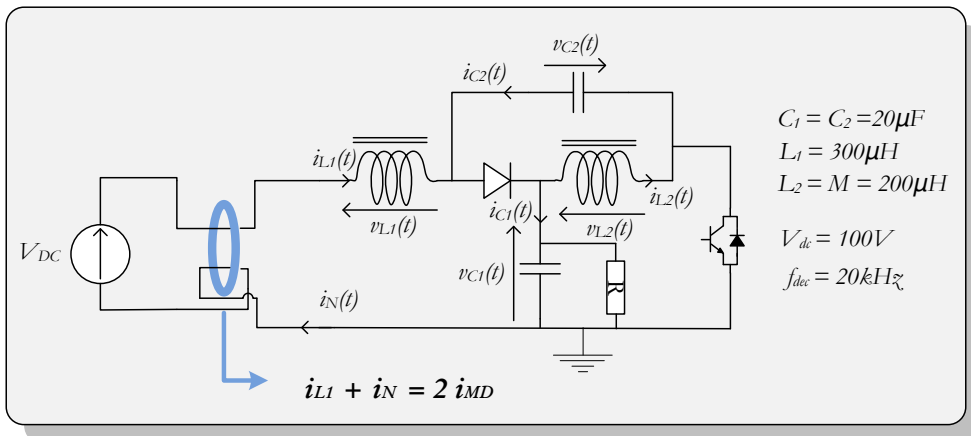 vC2(t)
iC2(t)
C1 = C2 =20µF
L1 = 300µH
L2 = M = 200µH
iL1(t)
iL2(t)
iC1(t)
vL1(t)
vL2(t)
VDC
Vdc = 100V
vC1(t)
R
fdec = 20kHz
iN(t)
iL1 + iN = 2 iMD